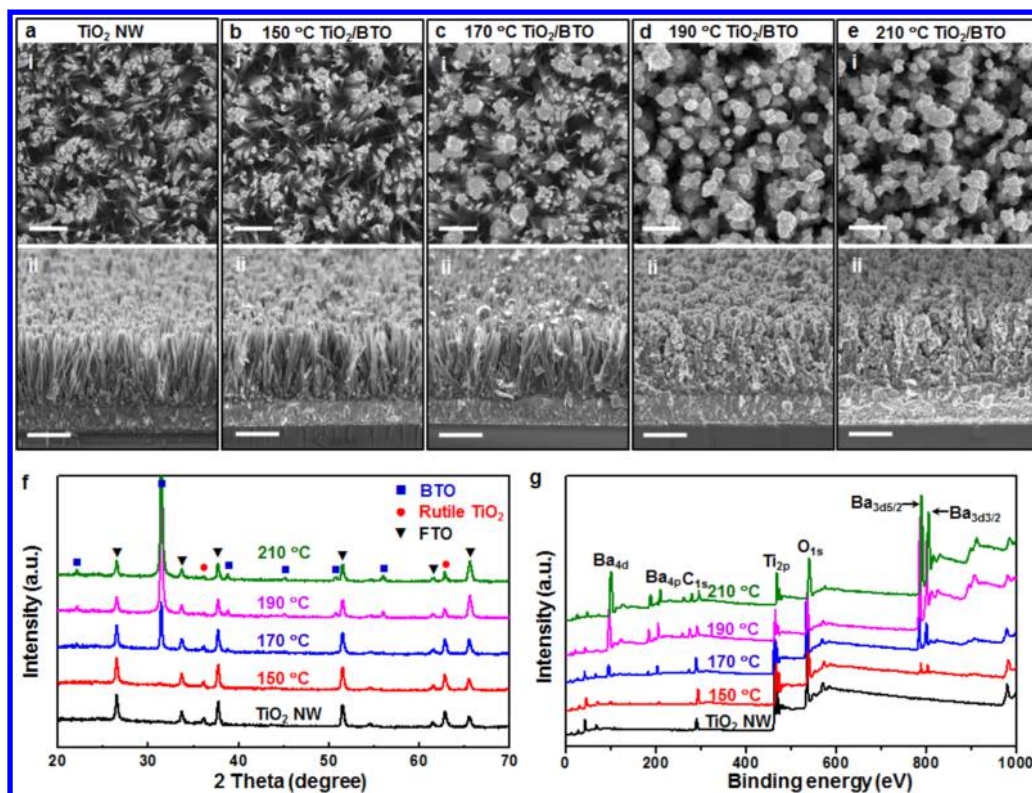 a TiO₂ NW
b 150 °C TiO₂/BTO
c 170 °C TiO₂/BTO
d 190 °C TiO₂/BTO
e 210 °C TiO₂/BTO
i
i
i
i
i
ii
ii
ii
ii
ii
f
BTO
Rutile TiO₂
FTO
210 °C
190 °C
170 °C
150 °C
TiO₂ NW
Intensity (a.u.)
20 30 40 50 60 70
2 Theta (degree)
g
Ba3d5/2
Ba3d3/2
Ba4d
Ba4p
C1s
Ti2p
O1s
210 °C
190 °C
170 °C
150 °C
TiO₂ NW
Intensity (a.u.)
0 200 400 600 800 1000
Binding energy (eV)